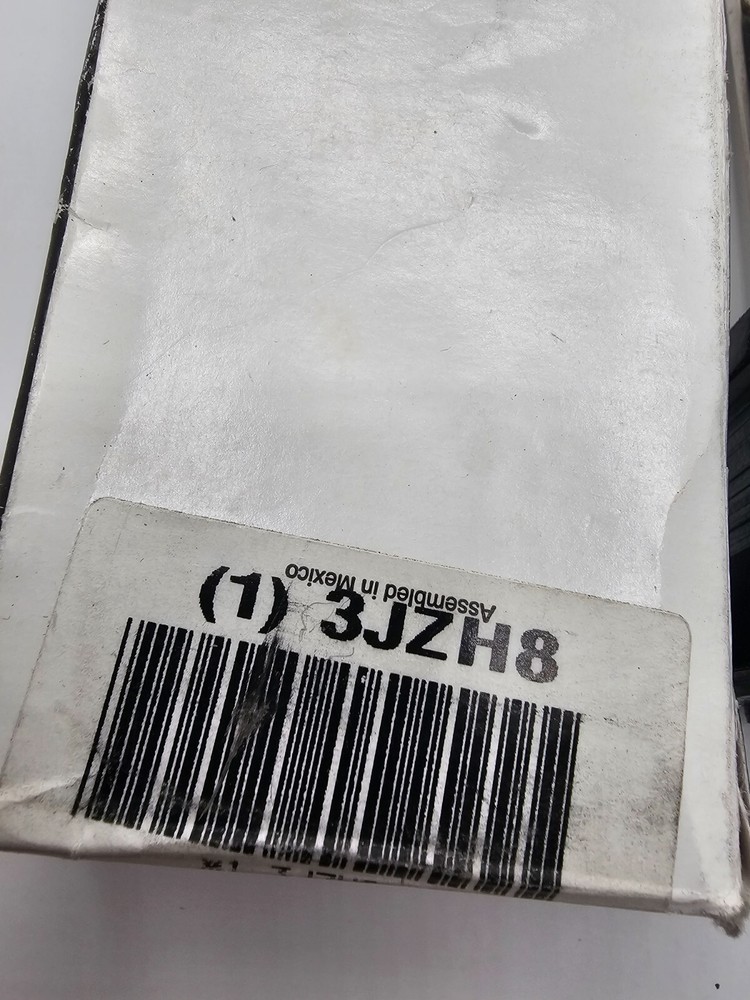 Assembled in Mexico
(1) 3JZH8